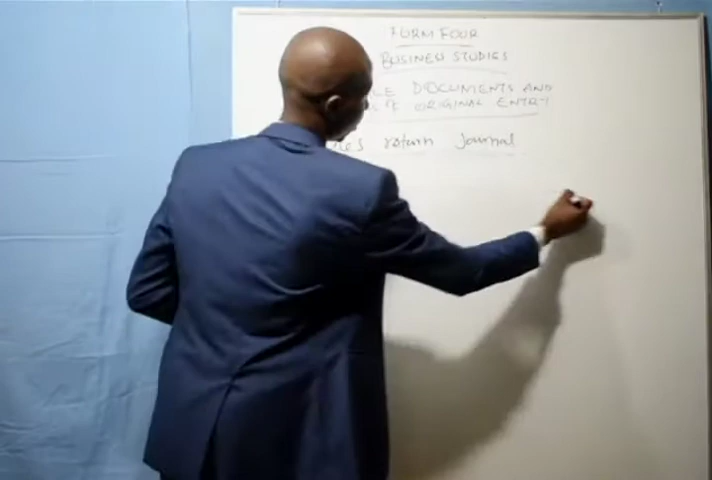 FORM FOUR
BUSINESS STUDIES
DOCUMENTS AND
ORIGINAL ENTRY
return Journal